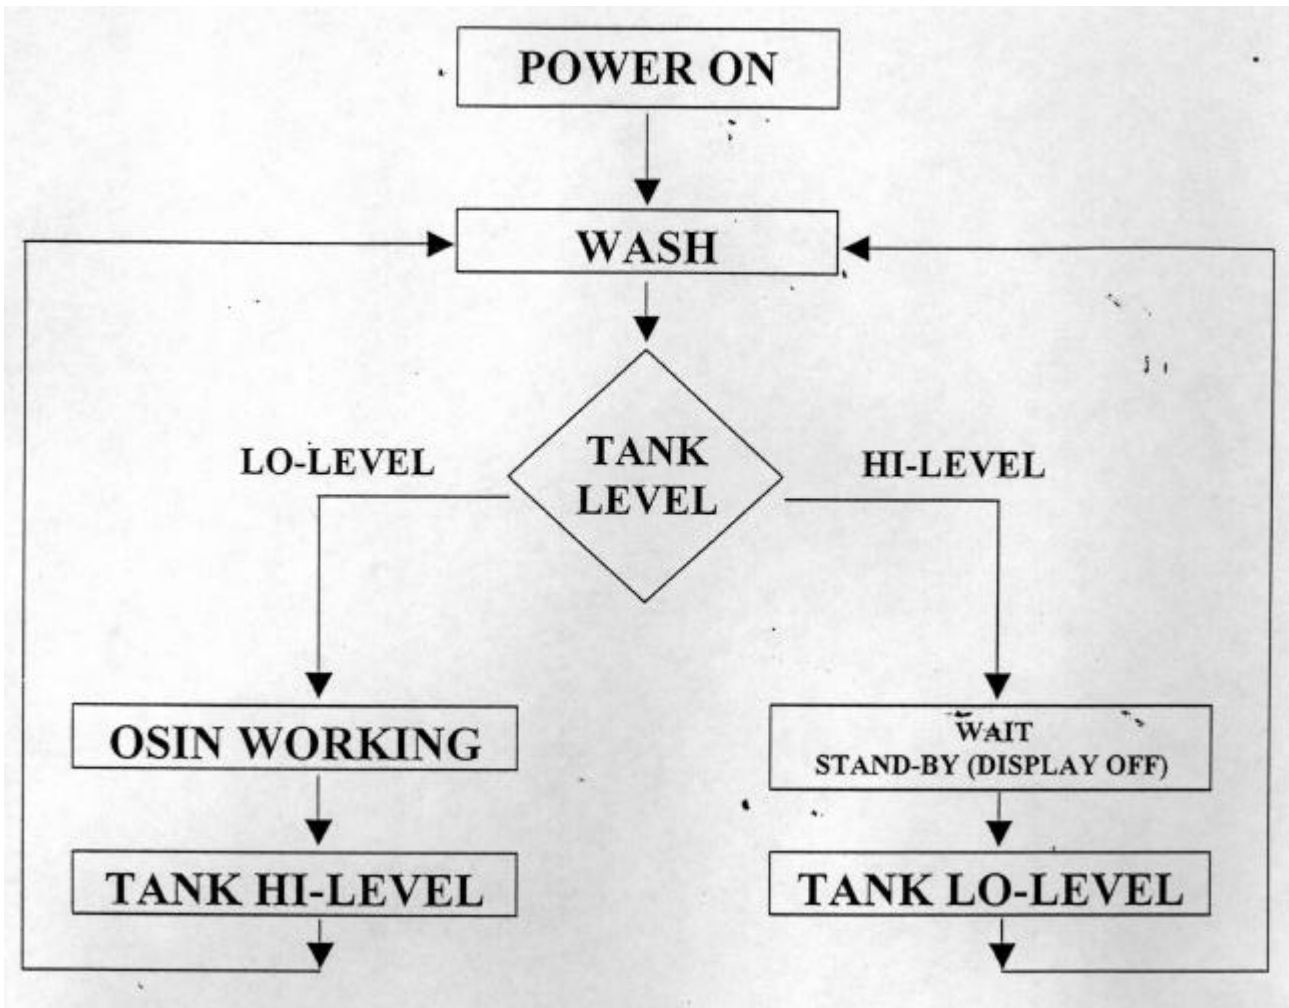 POWER ON
WASH
TANK
LEVEL
LO-LEVEL
HI-LEVEL
OSIN WORKING
TANK HI-LEVEL
WAIT
STAND-BY (DISPLAY OFF)
TANK LO-LEVEL